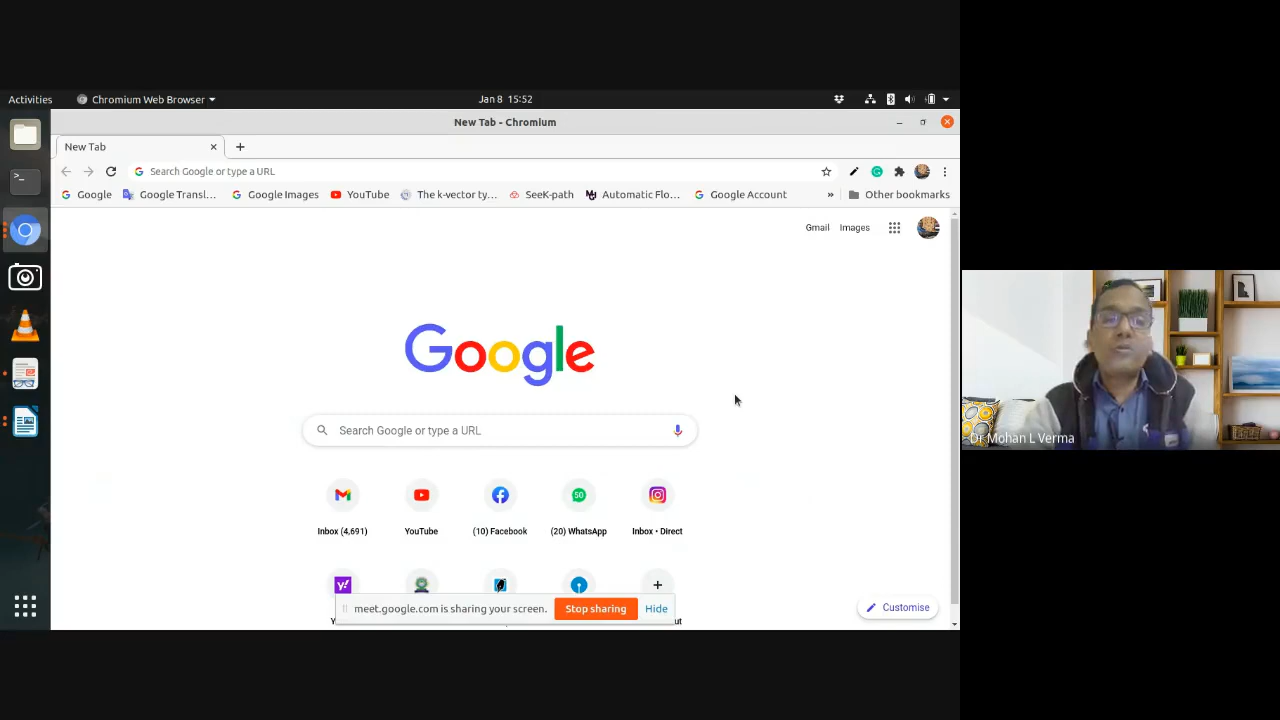 Activities
Chromium Web Browser
Jan 8 15:52
New Tab - Chromium
New Tab
Search Google or type a URL
Google
Google Transl...
Google Images
YouTube
The k-vector ty...
SeeK-path
Automatic Flo...
Google Account
»
Other bookmarks
Gmail
Images
Google
Search Google or type a URL
50
Inbox (4,691)
YouTube
(10) Facebook
(20) WhatsApp
Inbox • Direct
y!
meet.google.com is sharing your screen.
Stop sharing
Hide
Customise
Dr Mohan L Verma